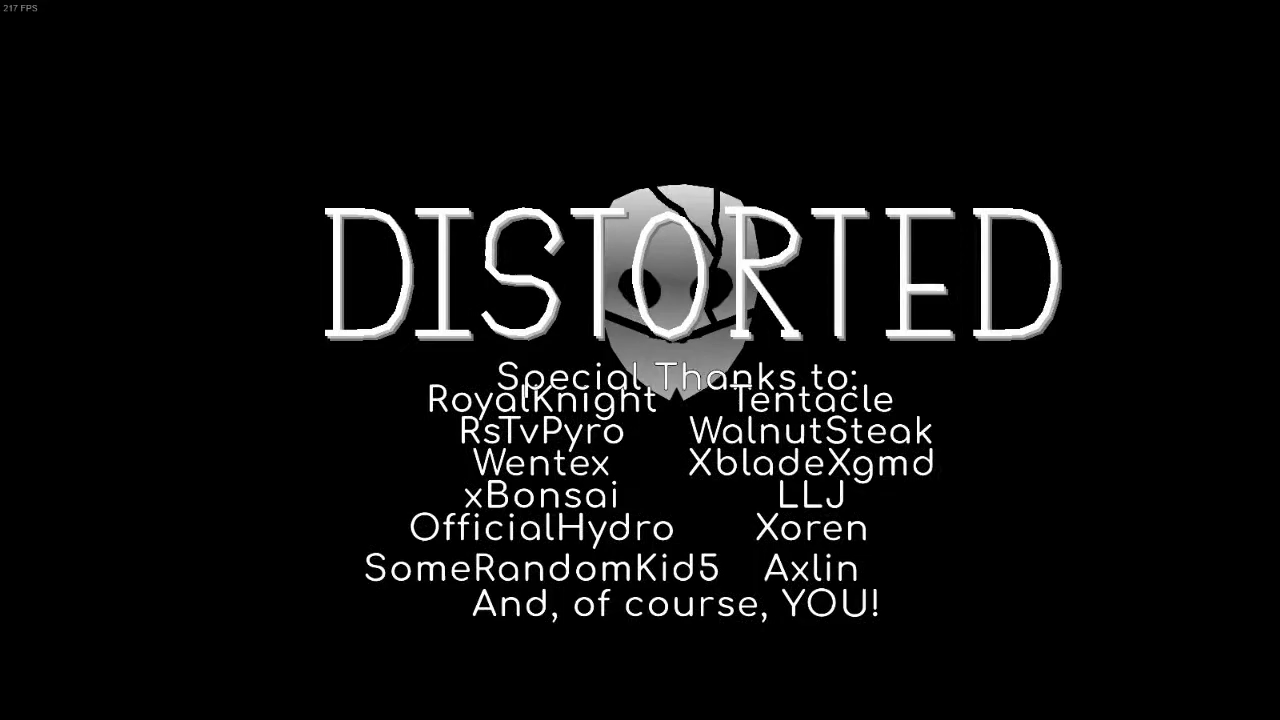 217 FPS
DISTORTED
Special Thanks to:
RoyalKnight Tentacle
RsTvPyro WalnutSteak
Wentex XbladeXgmd
xBonsai LLJ
OfficialHydro Xoren
SomeRandomKid5 Axlin
And, of course, YOU!